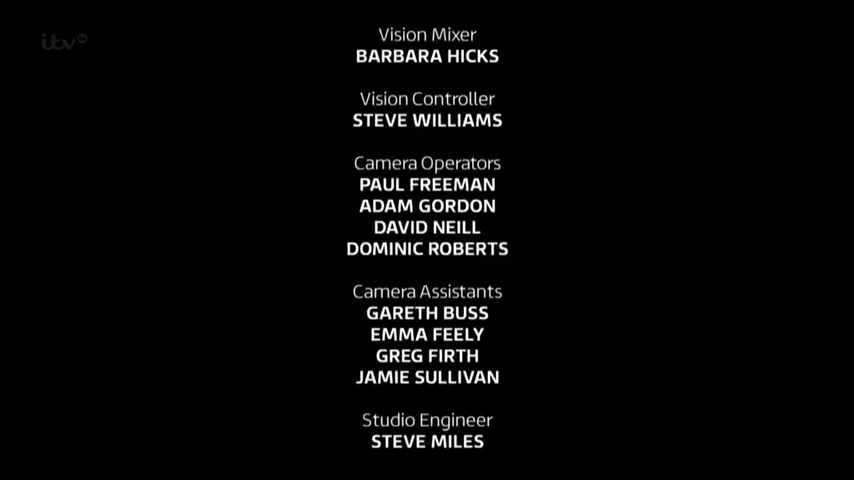 itv
Vision Mixer
BARBARA HICKS
Vision Controller
STEVE WILLIAMS
Camera Operators
PAUL FREEMAN
ADAM GORDON
DAVID NEILL
DOMINIC ROBERTS
Camera Assistants
GARETH BUSS
EMMA FEELY
GREG FIRTH
JAMIE SULLIVAN
Studio Engineer
STEVE MILES